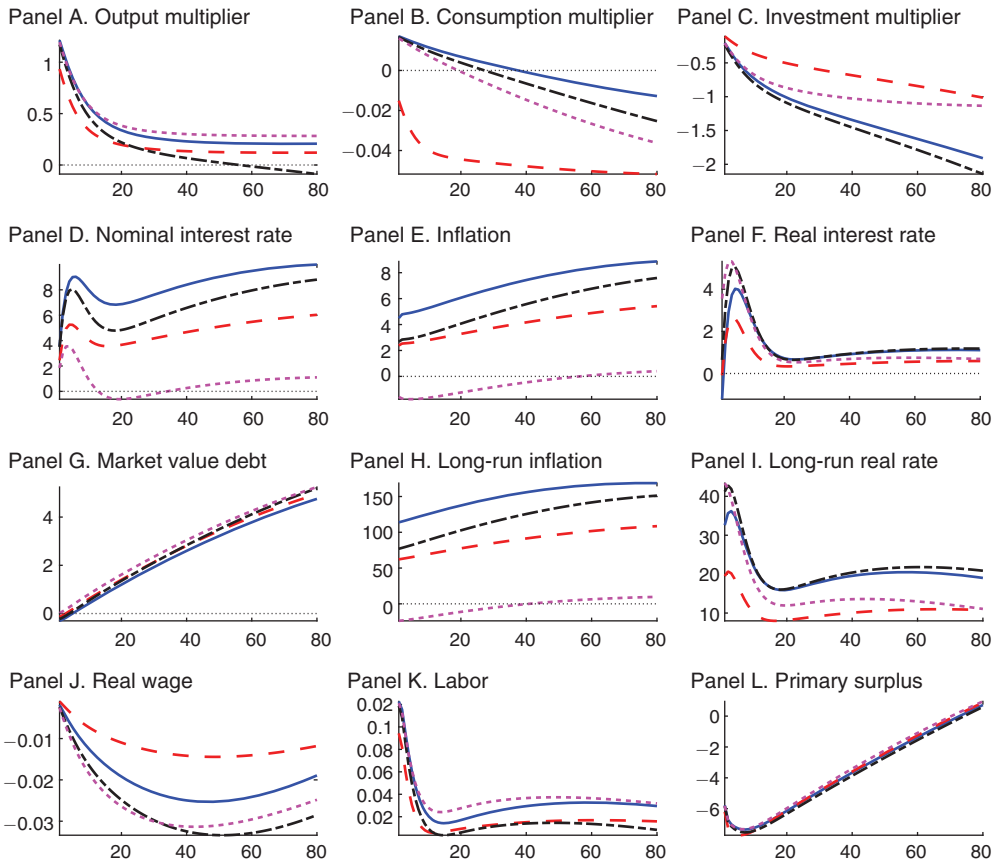 Panel A. Output multiplier
1
0.5
0
20 40 60 80
Panel B. Consumption multiplier
0
−0.02
−0.04
20 40 60 80
Panel C. Investment multiplier
−0.5
−1
−1.5
−2
20 40 60 80
Panel D. Nominal interest rate
8
6
4
2
0
20 40 60 80
Panel E. Inflation
8
6
4
2
0
20 40 60 80
Panel F. Real interest rate
4
2
0
20 40 60 80
Panel G. Market value debt
4
2
0
20 40 60 80
Panel H. Long-run inflation
150
100
50
0
20 40 60 80
Panel I. Long-run real rate
40
30
20
10
20 40 60 80
Panel J. Real wage
−0.01
−0.02
−0.03
20 40 60 80
Panel K. Labor
0.02
0.1
0.08
0.06
0.04
0.02
20 40 60 80
Panel L. Primary surplus
0
−2
−4
−6
20 40 60 80